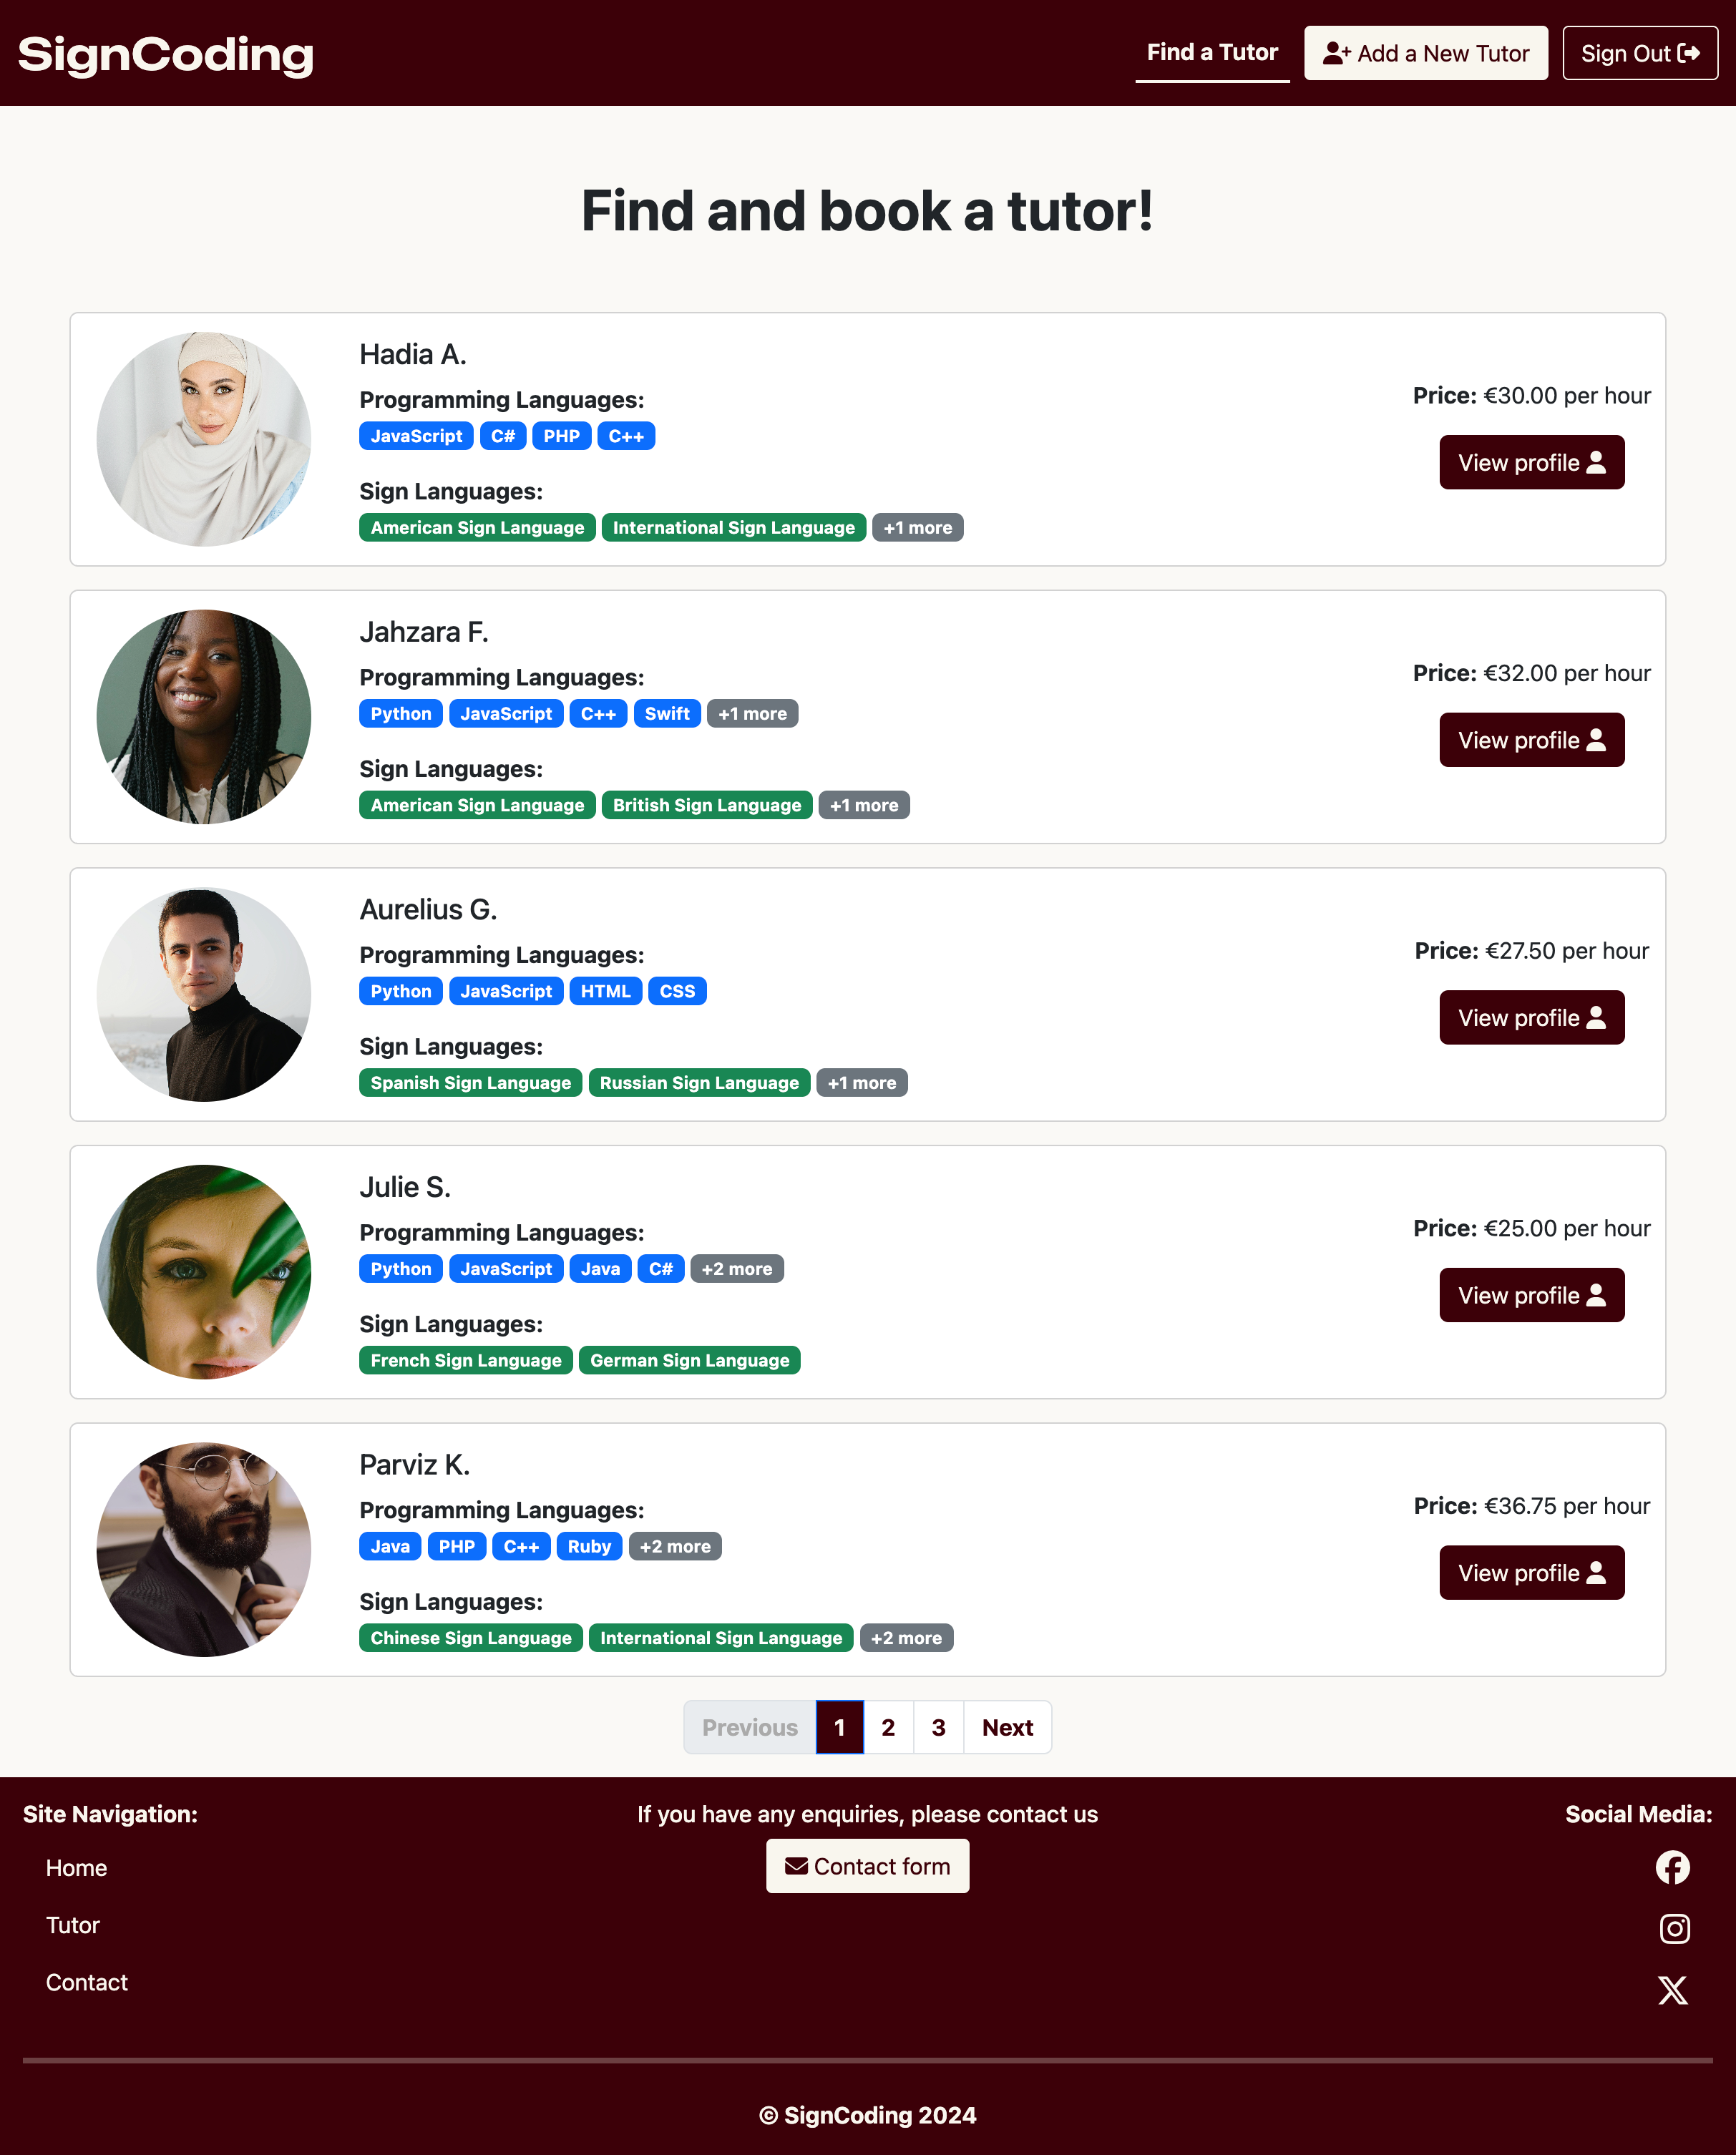 SignCoding
Find a Tutor
Add a New Tutor
Sign Out
Find and book a tutor!
Hadia A.
Programming Languages:
JavaScript C# PHP C++
Sign Languages:
American Sign Language International Sign Language +1 more
Price: €30.00 per hour
View profile
Jahzara F.
Programming Languages:
Python JavaScript C++ Swift +1 more
Sign Languages:
American Sign Language British Sign Language +1 more
Price: €32.00 per hour
View profile
Aurelius G.
Programming Languages:
Python JavaScript HTML CSS
Sign Languages:
Spanish Sign Language Russian Sign Language +1 more
Price: €27.50 per hour
View profile
Julie S.
Programming Languages:
Python JavaScript Java C# +2 more
Sign Languages:
French Sign Language German Sign Language
Price: €25.00 per hour
View profile
Parviz K.
Programming Languages:
Java PHP C++ Ruby +2 more
Sign Languages:
Chinese Sign Language International Sign Language +2 more
Price: €36.75 per hour
View profile
Previous 1 2 3 Next
Site Navigation:
Home
Tutor
Contact
If you have any enquiries, please contact us
Contact form
Social Media:
© SignCoding 2024